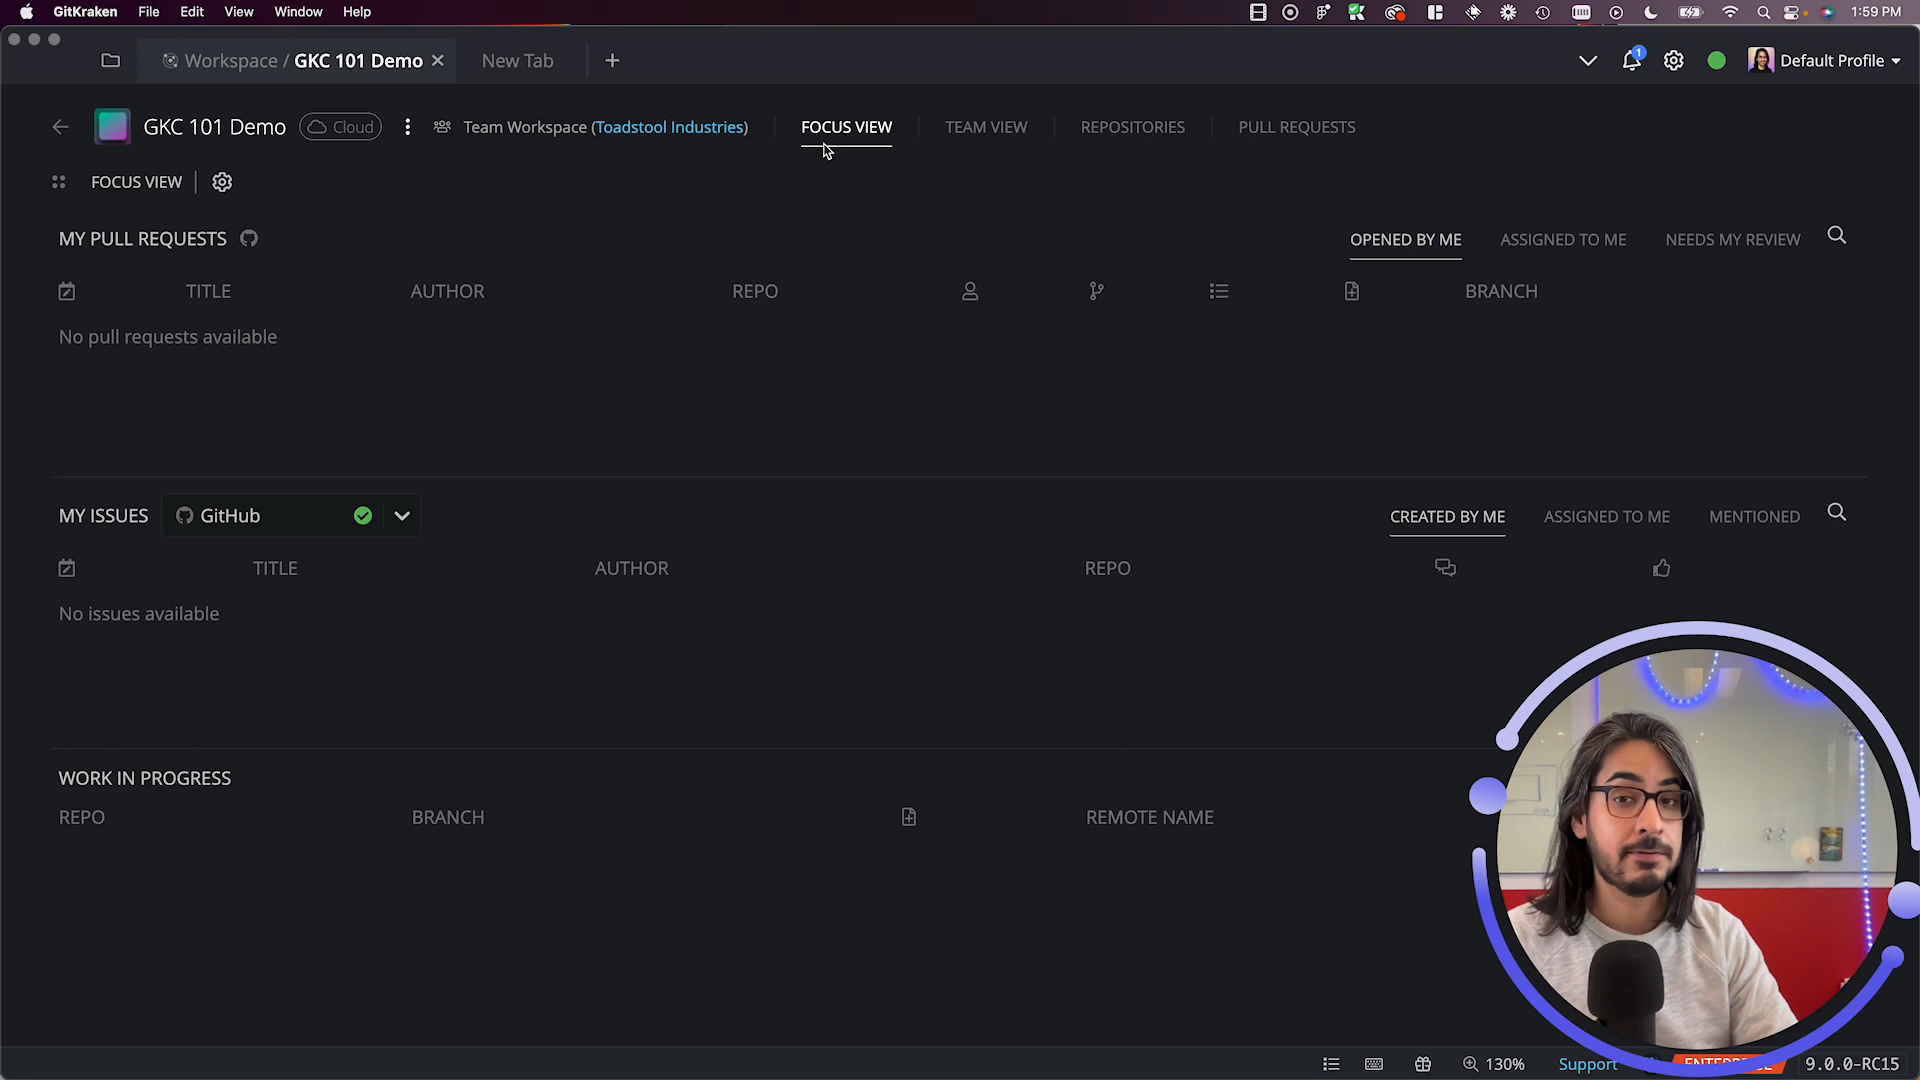 GitKraken File Edit View Window Help 1:59 PM
Workspace / GKC 101 Demo New Tab 1 Default Profile
GKC 101 Demo Cloud Team Workspace (Toadstool Industries) FOCUS VIEW TEAM VIEW REPOSITORIES PULL REQUESTS
FOCUS VIEW
MY PULL REQUESTS OPENED BY ME ASSIGNED TO ME NEEDS MY REVIEW
TITLE AUTHOR REPO BRANCH
No pull requests available
MY ISSUES GitHub CREATED BY ME ASSIGNED TO ME MENTIONED
TITLE AUTHOR REPO
No issues available
WORK IN PROGRESS
REPO BRANCH REMOTE NAME
130% Support ENTERPRISE 9.0.0-RC15